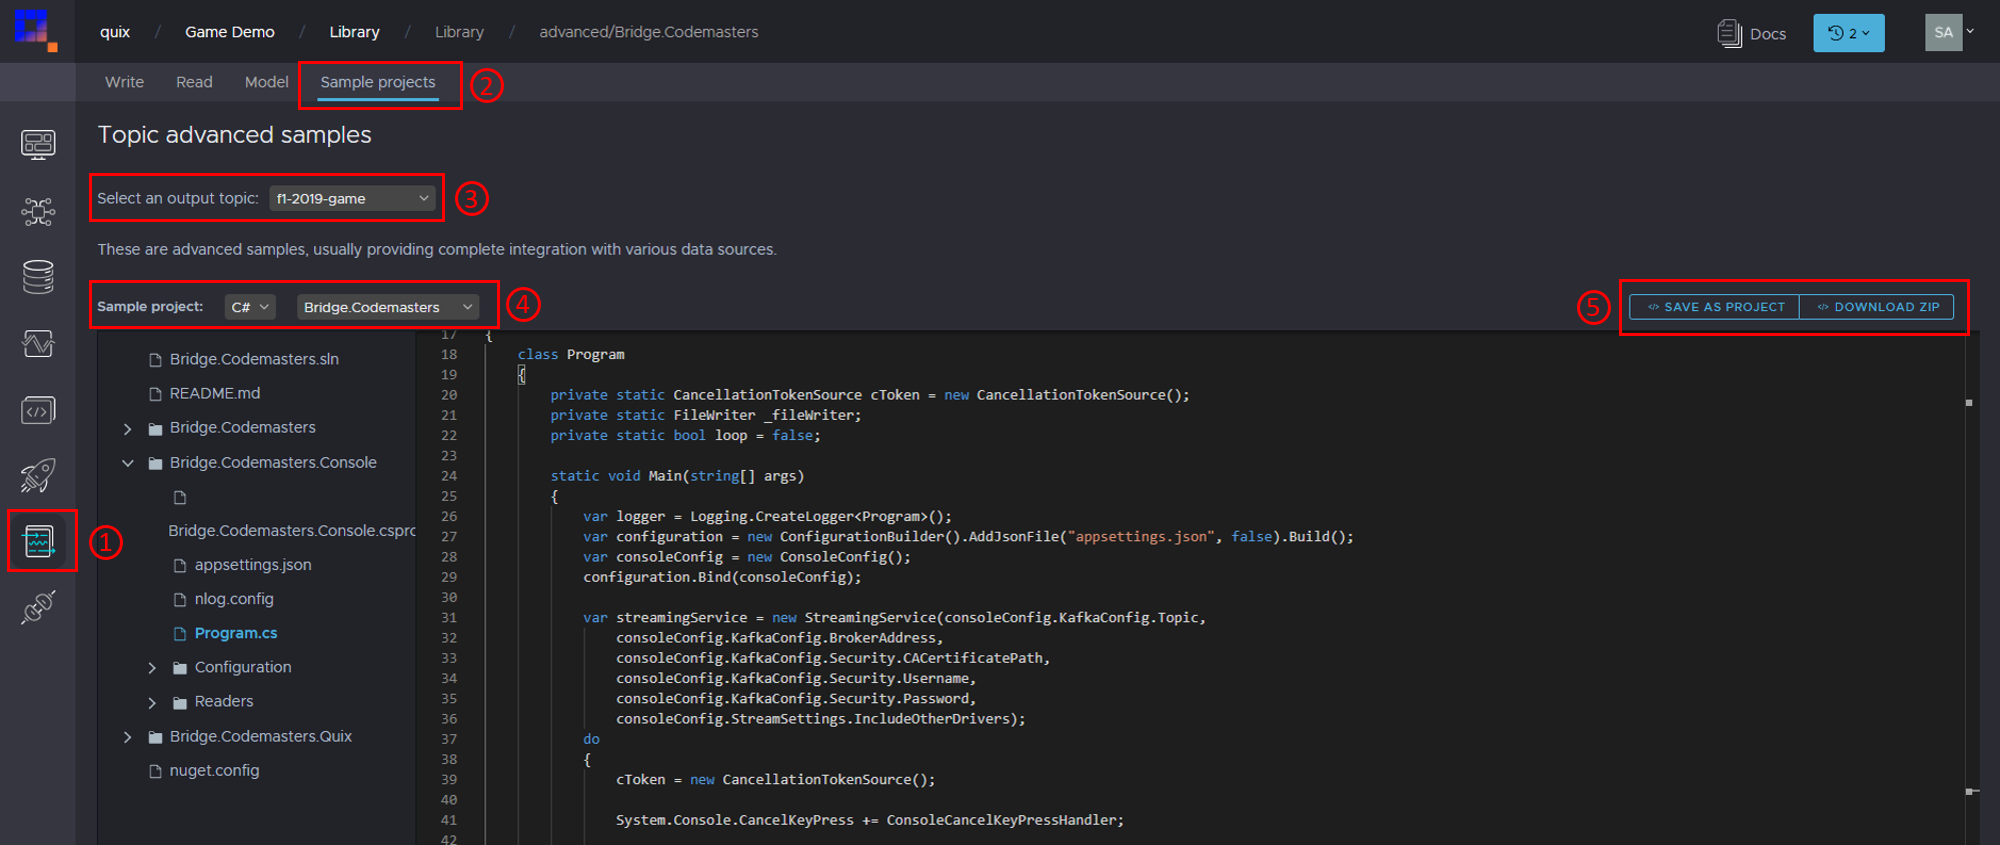 quix / Game Demo / Library / Library / advanced/Bridge.Codemasters
Docs
2
SA
Write Read Model Sample projects
2
Topic advanced samples
Select an output topic: f1-2019-game
3
These are advanced samples, usually providing complete integration with various data sources.
Sample project: C# Bridge.Codemasters
4
5
</> SAVE AS PROJECT </> DOWNLOAD ZIP
1
Bridge.Codemasters.sln
README.md
Bridge.Codemasters
Bridge.Codemasters.Console
Bridge.Codemasters.Console.cspro
appsettings.json
nlog.config
Program.cs
Configuration
Readers
Bridge.Codemasters.Quix
nuget.config
17 {
18 class Program
19 {
20 private static CancellationTokenSource cToken = new CancellationTokenSource();
21 private static FileWriter _fileWriter;
22 private static bool loop = false;
23
24 static void Main(string[] args)
25 {
26 var logger = Logging.CreateLogger<Program>();
27 var configuration = new ConfigurationBuilder().AddJsonFile("appsettings.json", false).Build();
28 var consoleConfig = new ConsoleConfig();
29 configuration.Bind(consoleConfig);
30
31 var streamingService = new StreamingService(consoleConfig.KafkaConfig.Topic,
32 consoleConfig.KafkaConfig.BrokerAddress,
33 consoleConfig.KafkaConfig.Security.CACertificatePath,
34 consoleConfig.KafkaConfig.Security.Username,
35 consoleConfig.KafkaConfig.Security.Password,
36 consoleConfig.StreamSettings.IncludeOtherDrivers);
37 do
38 {
39 cToken = new CancellationTokenSource();
40
41 System.Console.CancelKeyPress += ConsoleCancelKeyPressHandler;
42